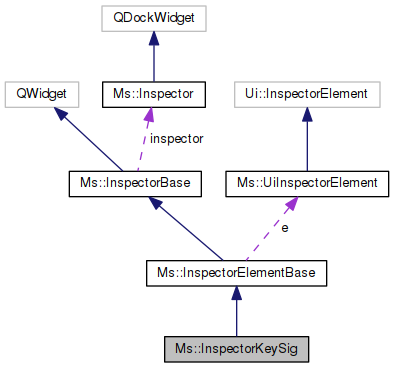 QDockWidget
QWidget
Ms::Inspector
Ui::InspectorElement
inspector
Ms::InspectorBase
Ms::UiInspectorElement
e
Ms::InspectorElementBase
Ms::InspectorKeySig